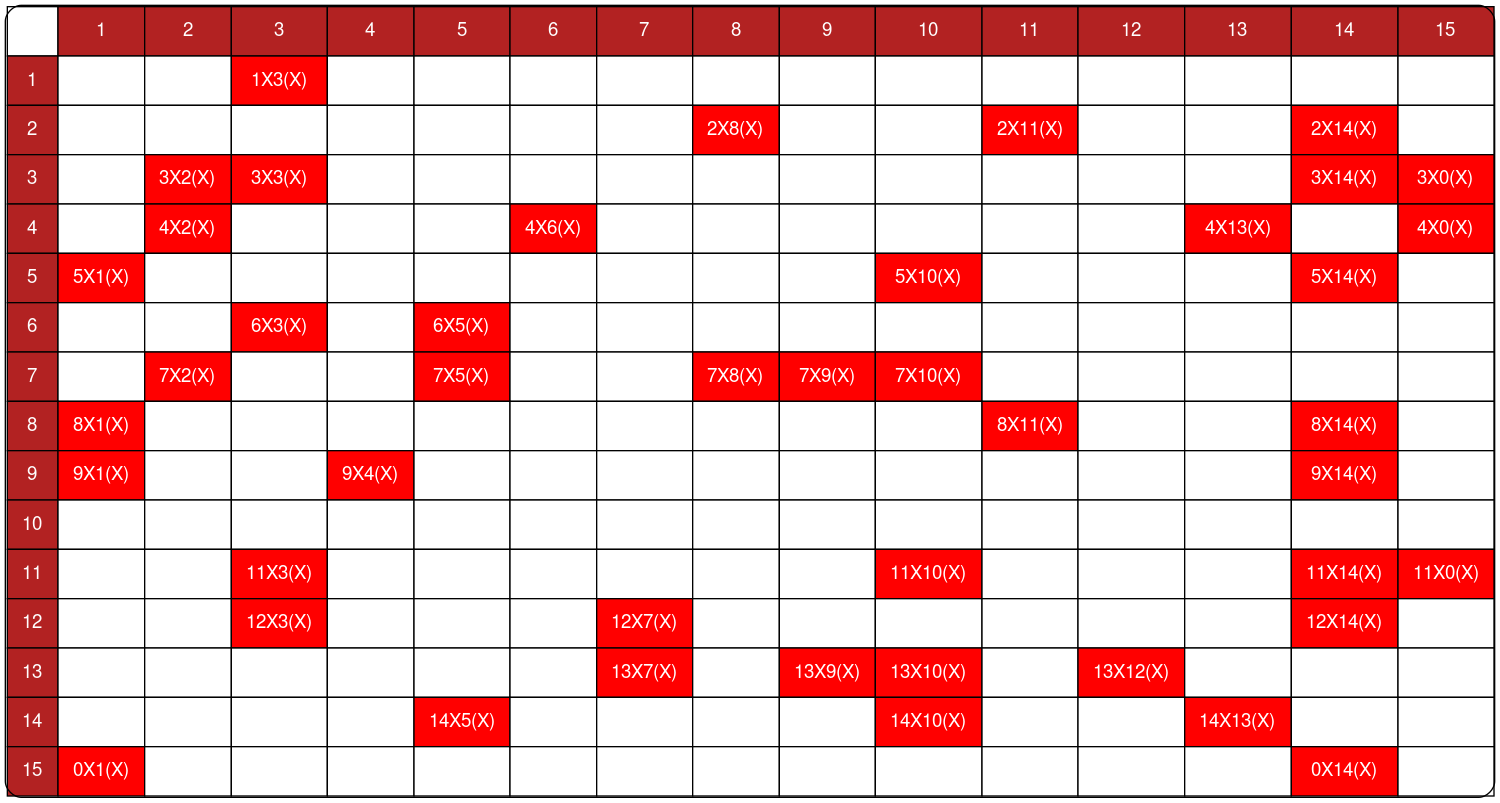 1 2 3 4 5 6 7 8 9 10 11 12 13 14 15
1 1X3(X)
2 2X8(X) 2X11(X) 2X14(X)
3 3X2(X) 3X3(X) 3X14(X) 3X0(X)
4 4X2(X) 4X6(X) 4X13(X) 4X0(X)
5 5X1(X) 5X10(X) 5X14(X)
6 6X3(X) 6X5(X)
7 7X2(X) 7X5(X) 7X8(X) 7X9(X) 7X10(X)
8 8X1(X) 8X11(X) 8X14(X)
9 9X1(X) 9X4(X) 9X14(X)
10
11 11X3(X) 11X10(X) 11X14(X) 11X0(X)
12 12X3(X) 12X7(X) 12X14(X)
13 13X7(X) 13X9(X) 13X10(X) 13X12(X)
14 14X5(X) 14X10(X) 14X13(X)
15 0X1(X) 0X14(X)